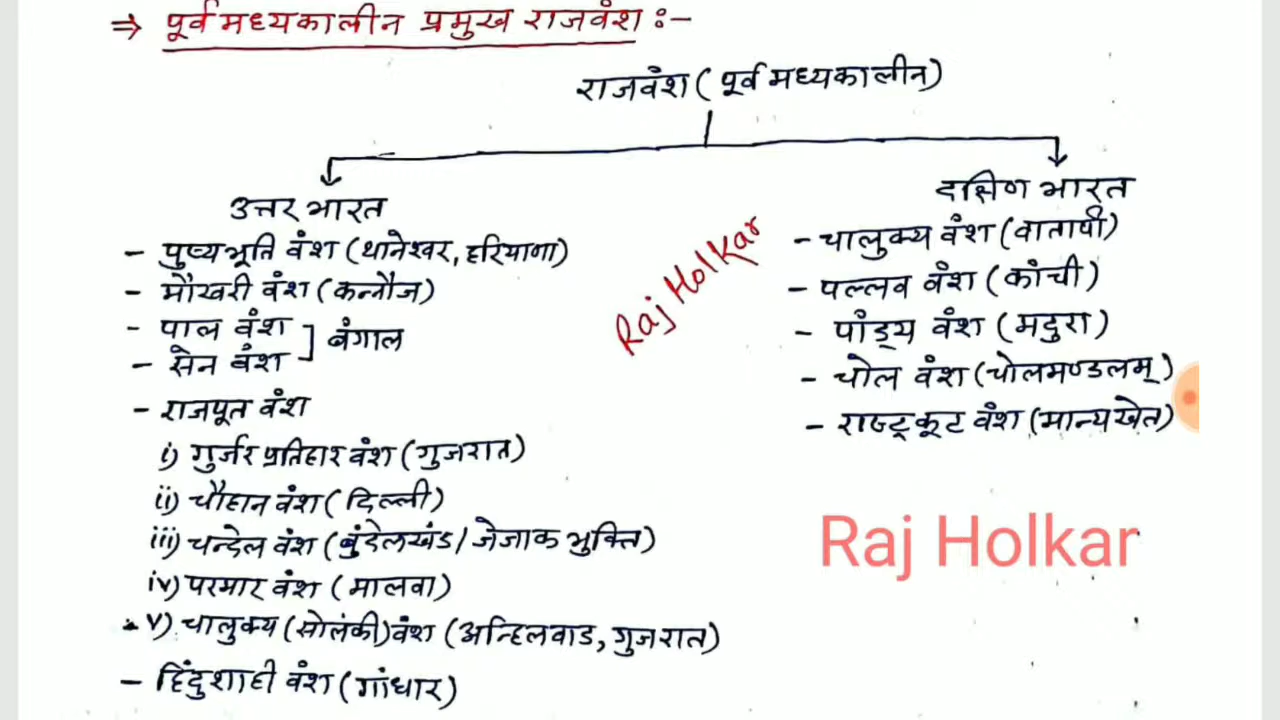 ⇒ पूर्व मध्यकालीन प्रमुख राजवंश :-
राजवंश ( पूर्व मध्यकालीन)
उत्तर भारत
- पुष्यभूति वंश (थानेश्वर, हरियाणा)
- मौखरी वंश (कन्नौज)
- पाल वंश
- सेन वंश ] बंगाल
- राजपूत वंश
i) गुर्जर प्रतिहार वंश (गुजरात)
ii) चौहान वंश ( दिल्ली)
iii) चन्देल वंश (बुंदेलखंड / जेजाक भुक्ति)
iv) परमार वंश (मालवा)
v) चालुक्य (सोलंकी) वंश (अन्हिलवाड, गुजरात)
- हिंदुशाही वंश (गांधार)
दक्षिण भारत
- चालुक्य वंश (वातापी)
- पल्लव वंश (कांची)
- पांड्य वंश (मदुरा)
- चोल वंश (चोलमण्डलम्)
- राष्ट्रकूट वंश (मान्यखेत)
Raj Holkar
Raj Holkar